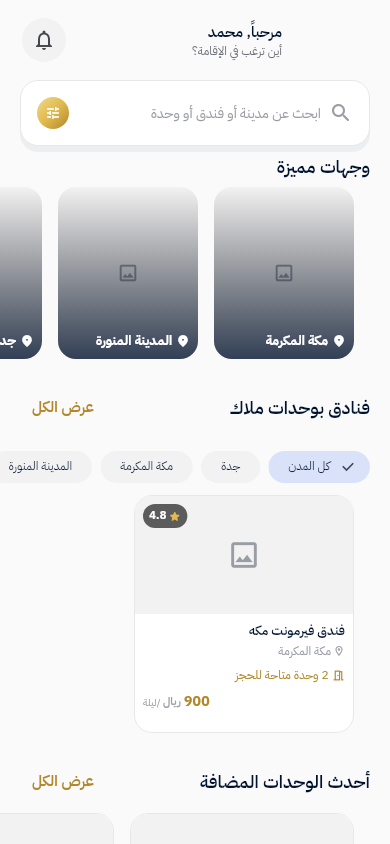 مرحباً, محمد
أين ترغب في الإقامة؟
ابحث عن مدينة أو فندق أو وحدة
وجهات مميزة
مكة المكرمة
المدينة المنورة
جد
فنادق بوحدات ملاك
عرض الكل
كل المدن
جدة
مكة المكرمة
المدينة المنورة
4.8
فندق فيرمونت مكه
مكة المكرمة
2 وحدة متاحة للحجز
900 ريال /ليلة
أحدث الوحدات المضافة
عرض الكل